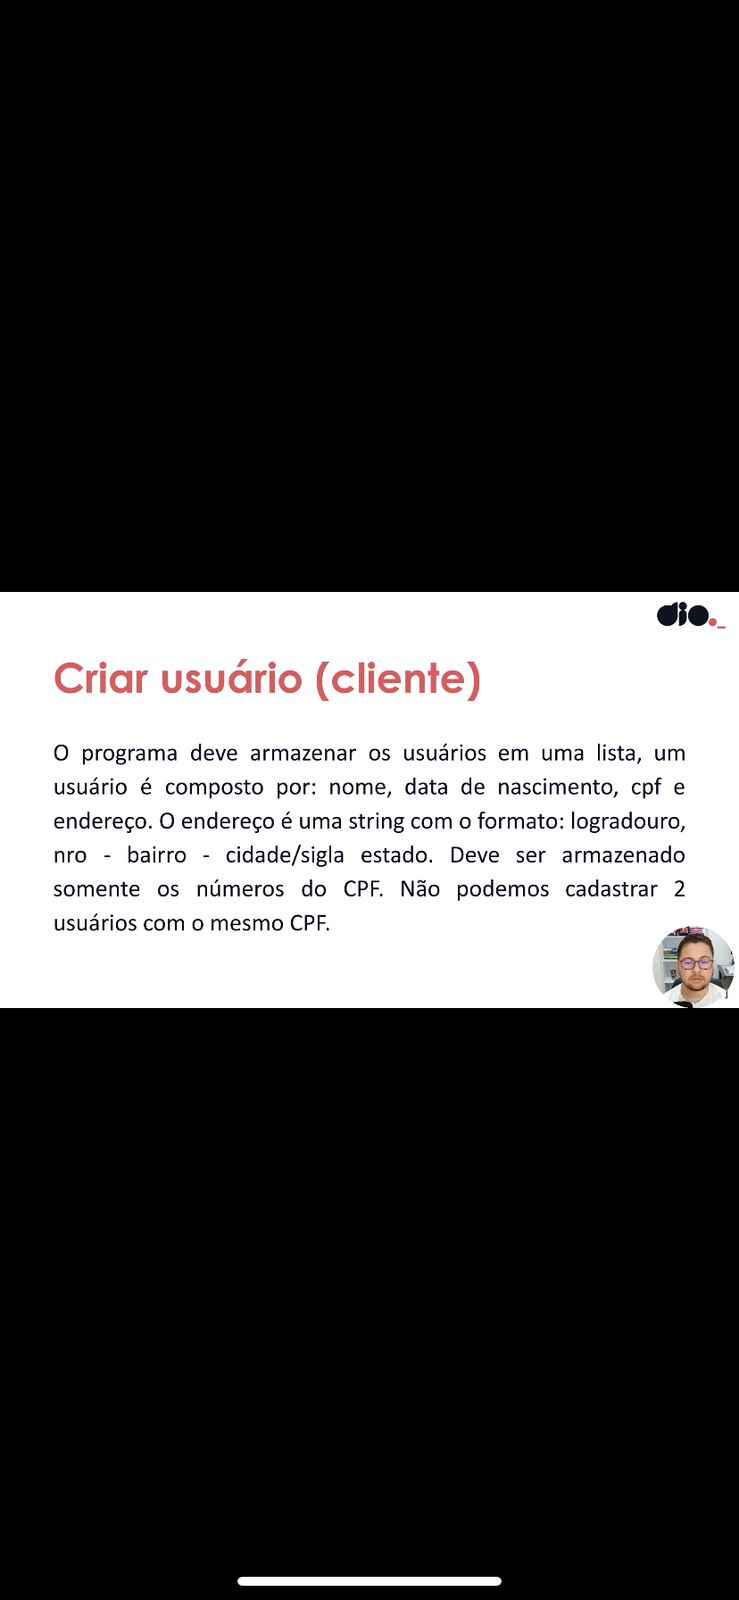 dio._
Criar usuário (cliente)
O programa deve armazenar os usuários em uma lista, um
usuário é composto por: nome, data de nascimento, cpf e
endereço. O endereço é uma string com o formato: logradouro,
nro - bairro - cidade/sigla estado. Deve ser armazenado
somente os números do CPF. Não podemos cadastrar 2
usuários com o mesmo CPF.